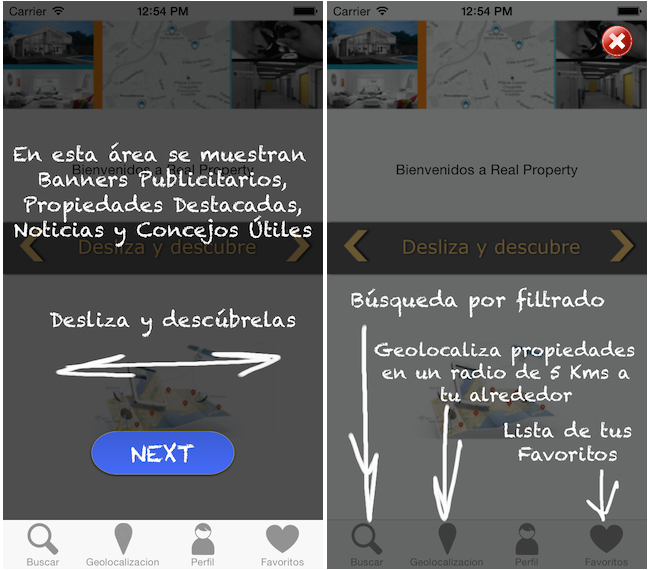 Carrier 12:54 PM
En esta área se muestran
Bienvenidos a Real Property
Banners Publicitarios,
Propiedades Destacadas,
Noticias y Concejos Útiles
Desliza y descubre
Desliza y descúbrelas
NEXT
Buscar Geolocalizacion Perfil Favoritos
Carrier 12:54 PM
Bienvenidos a Real Property
Desliza y descubre
Búsqueda por filtrado
Geolocaliza propiedades
en un radio de 5 Kms a
tu alrededor
Lista de tus
Favoritos
Buscar Geolocalizacion Perfil Favoritos